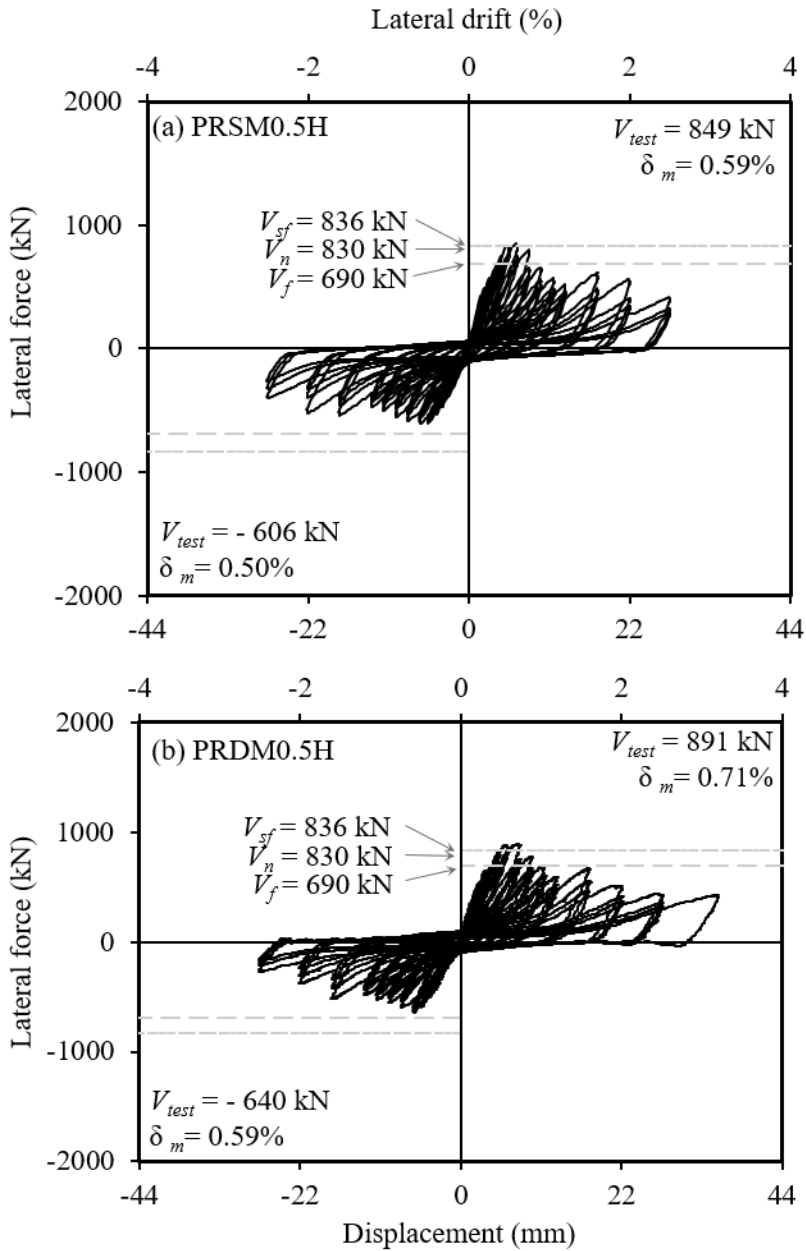 Lateral drift (%)
-4 -2 0 2 4
2000
(a) PRSM0.5H
V_test = 849 kN
δ_m = 0.59%
1000
V_sf = 836 kN
V_n = 830 kN
V_f = 690 kN
Lateral force (kN)
0
-1000
V_test = - 606 kN
δ_m = 0.50%
-2000
-44 -22 0 22 44
-4 -2 0 2 4
2000
(b) PRDM0.5H
V_test = 891 kN
δ_m = 0.71%
1000
V_sf = 836 kN
V_n = 830 kN
V_f = 690 kN
Lateral force (kN)
0
-1000
V_test = - 640 kN
δ_m = 0.59%
-2000
-44 -22 0 22 44
Displacement (mm)